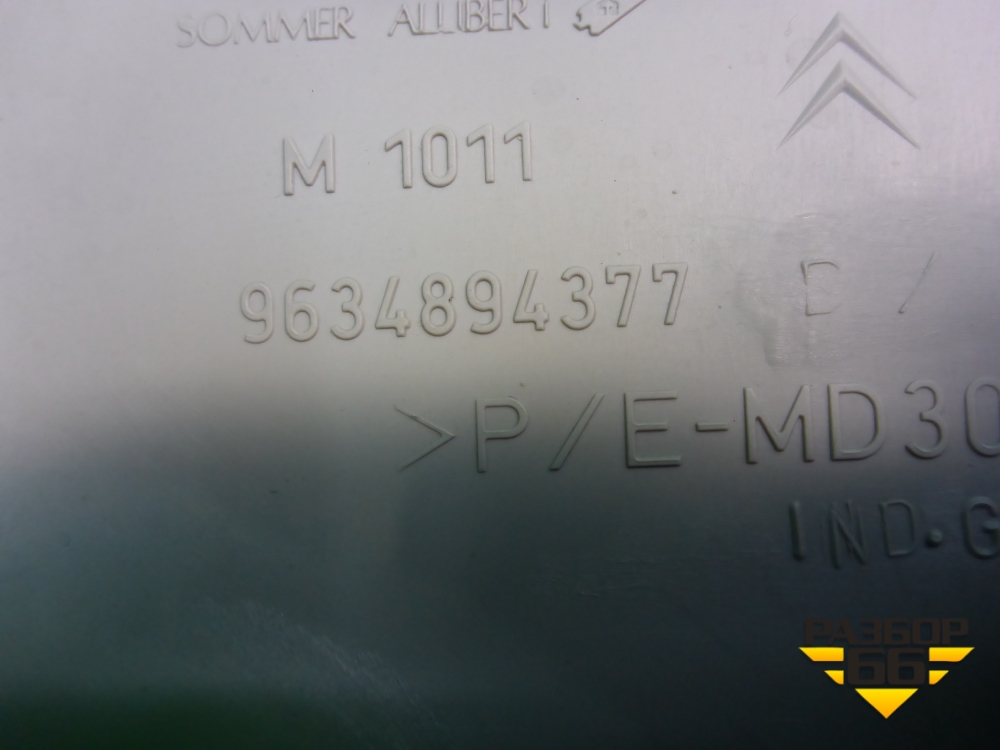 SOMMER ALLIBERT
M 1011
9634894377 D /
>P/E-MD30
IND.G
РАЗБОР
66